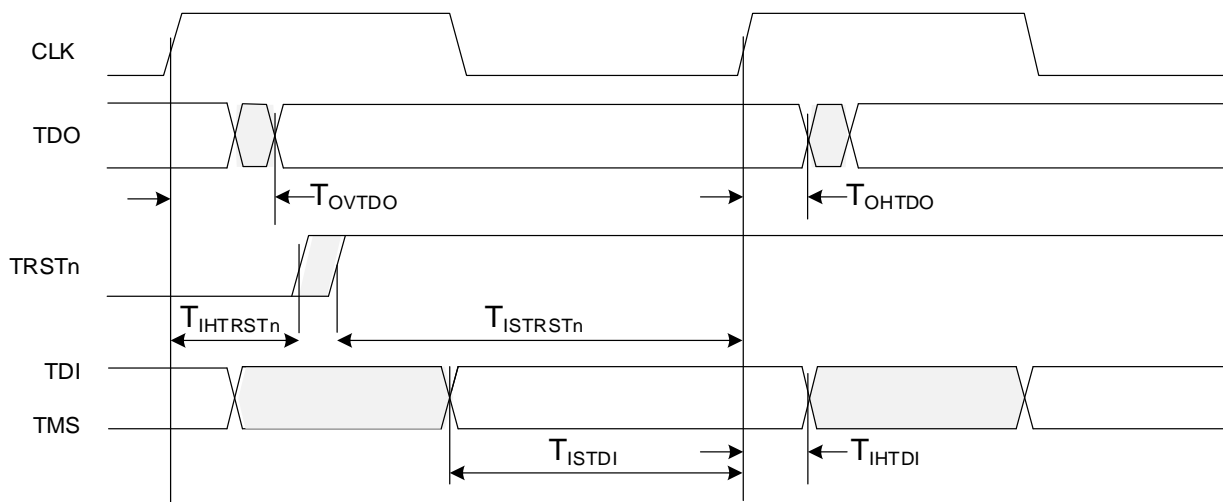 CLK
TDO
TOVTDO
TOHTDO
TRSTn
TIHTRSTn
TISTRSTn
TDI
TMS
TISTDI
TIHTDI